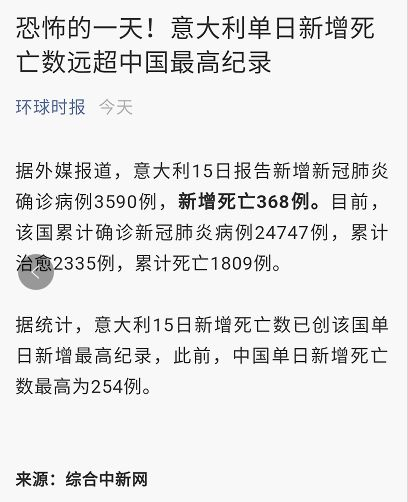 恐怖的一天！意大利单日新增死
亡数远超中国最高纪录
环球时报 今天
据外媒报道，意大利15日报告新增新冠肺炎
确诊病例3590例，新增死亡368例。目前，
该国累计确诊新冠肺炎病例24747例，累计
治愈2335例，累计死亡1809例。
据统计，意大利15日新增死亡数已创该国单
日新增最高纪录，此前，中国单日新增死亡
数最高为254例。
来源：综合中新网